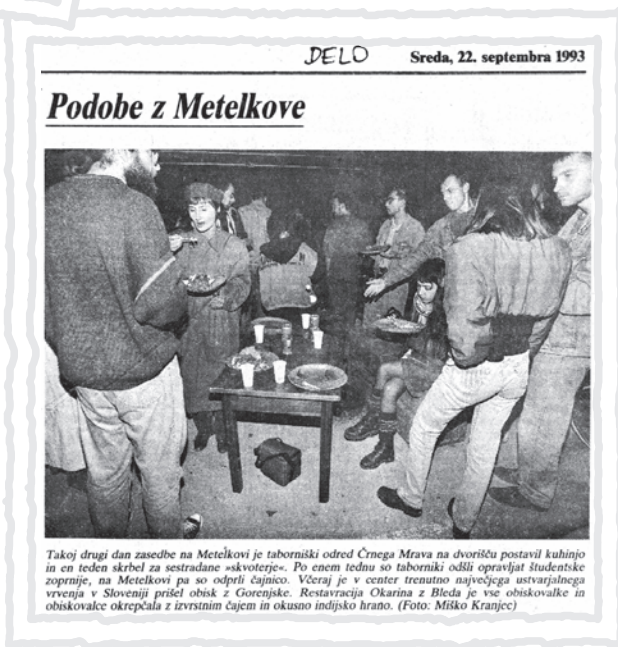 DELO
Sreda, 22. septembra 1993
Podobe z Metelkove
Takoj drugi dan zasedbe na Metelkovi je taborniški odred Črnega Mrava na dvorišču postavil kuhinjo
in en teden skrbel za sestradane »skvoterje«. Po enem tednu so taborniki odšli opravljat študentske
zoprnije, na Metelkovi pa so odprli čajnico. Včeraj je v center trenutno največjega ustvarjalnega
vrvenja v Sloveniji prišel obisk z Gorenjske. Restavracija Okarina z Bleda je vse obiskovalke in
obiskovalce okrepčala z izvrstnim čajem in okusno indijsko hrano. (Foto: Miško Kranjec)